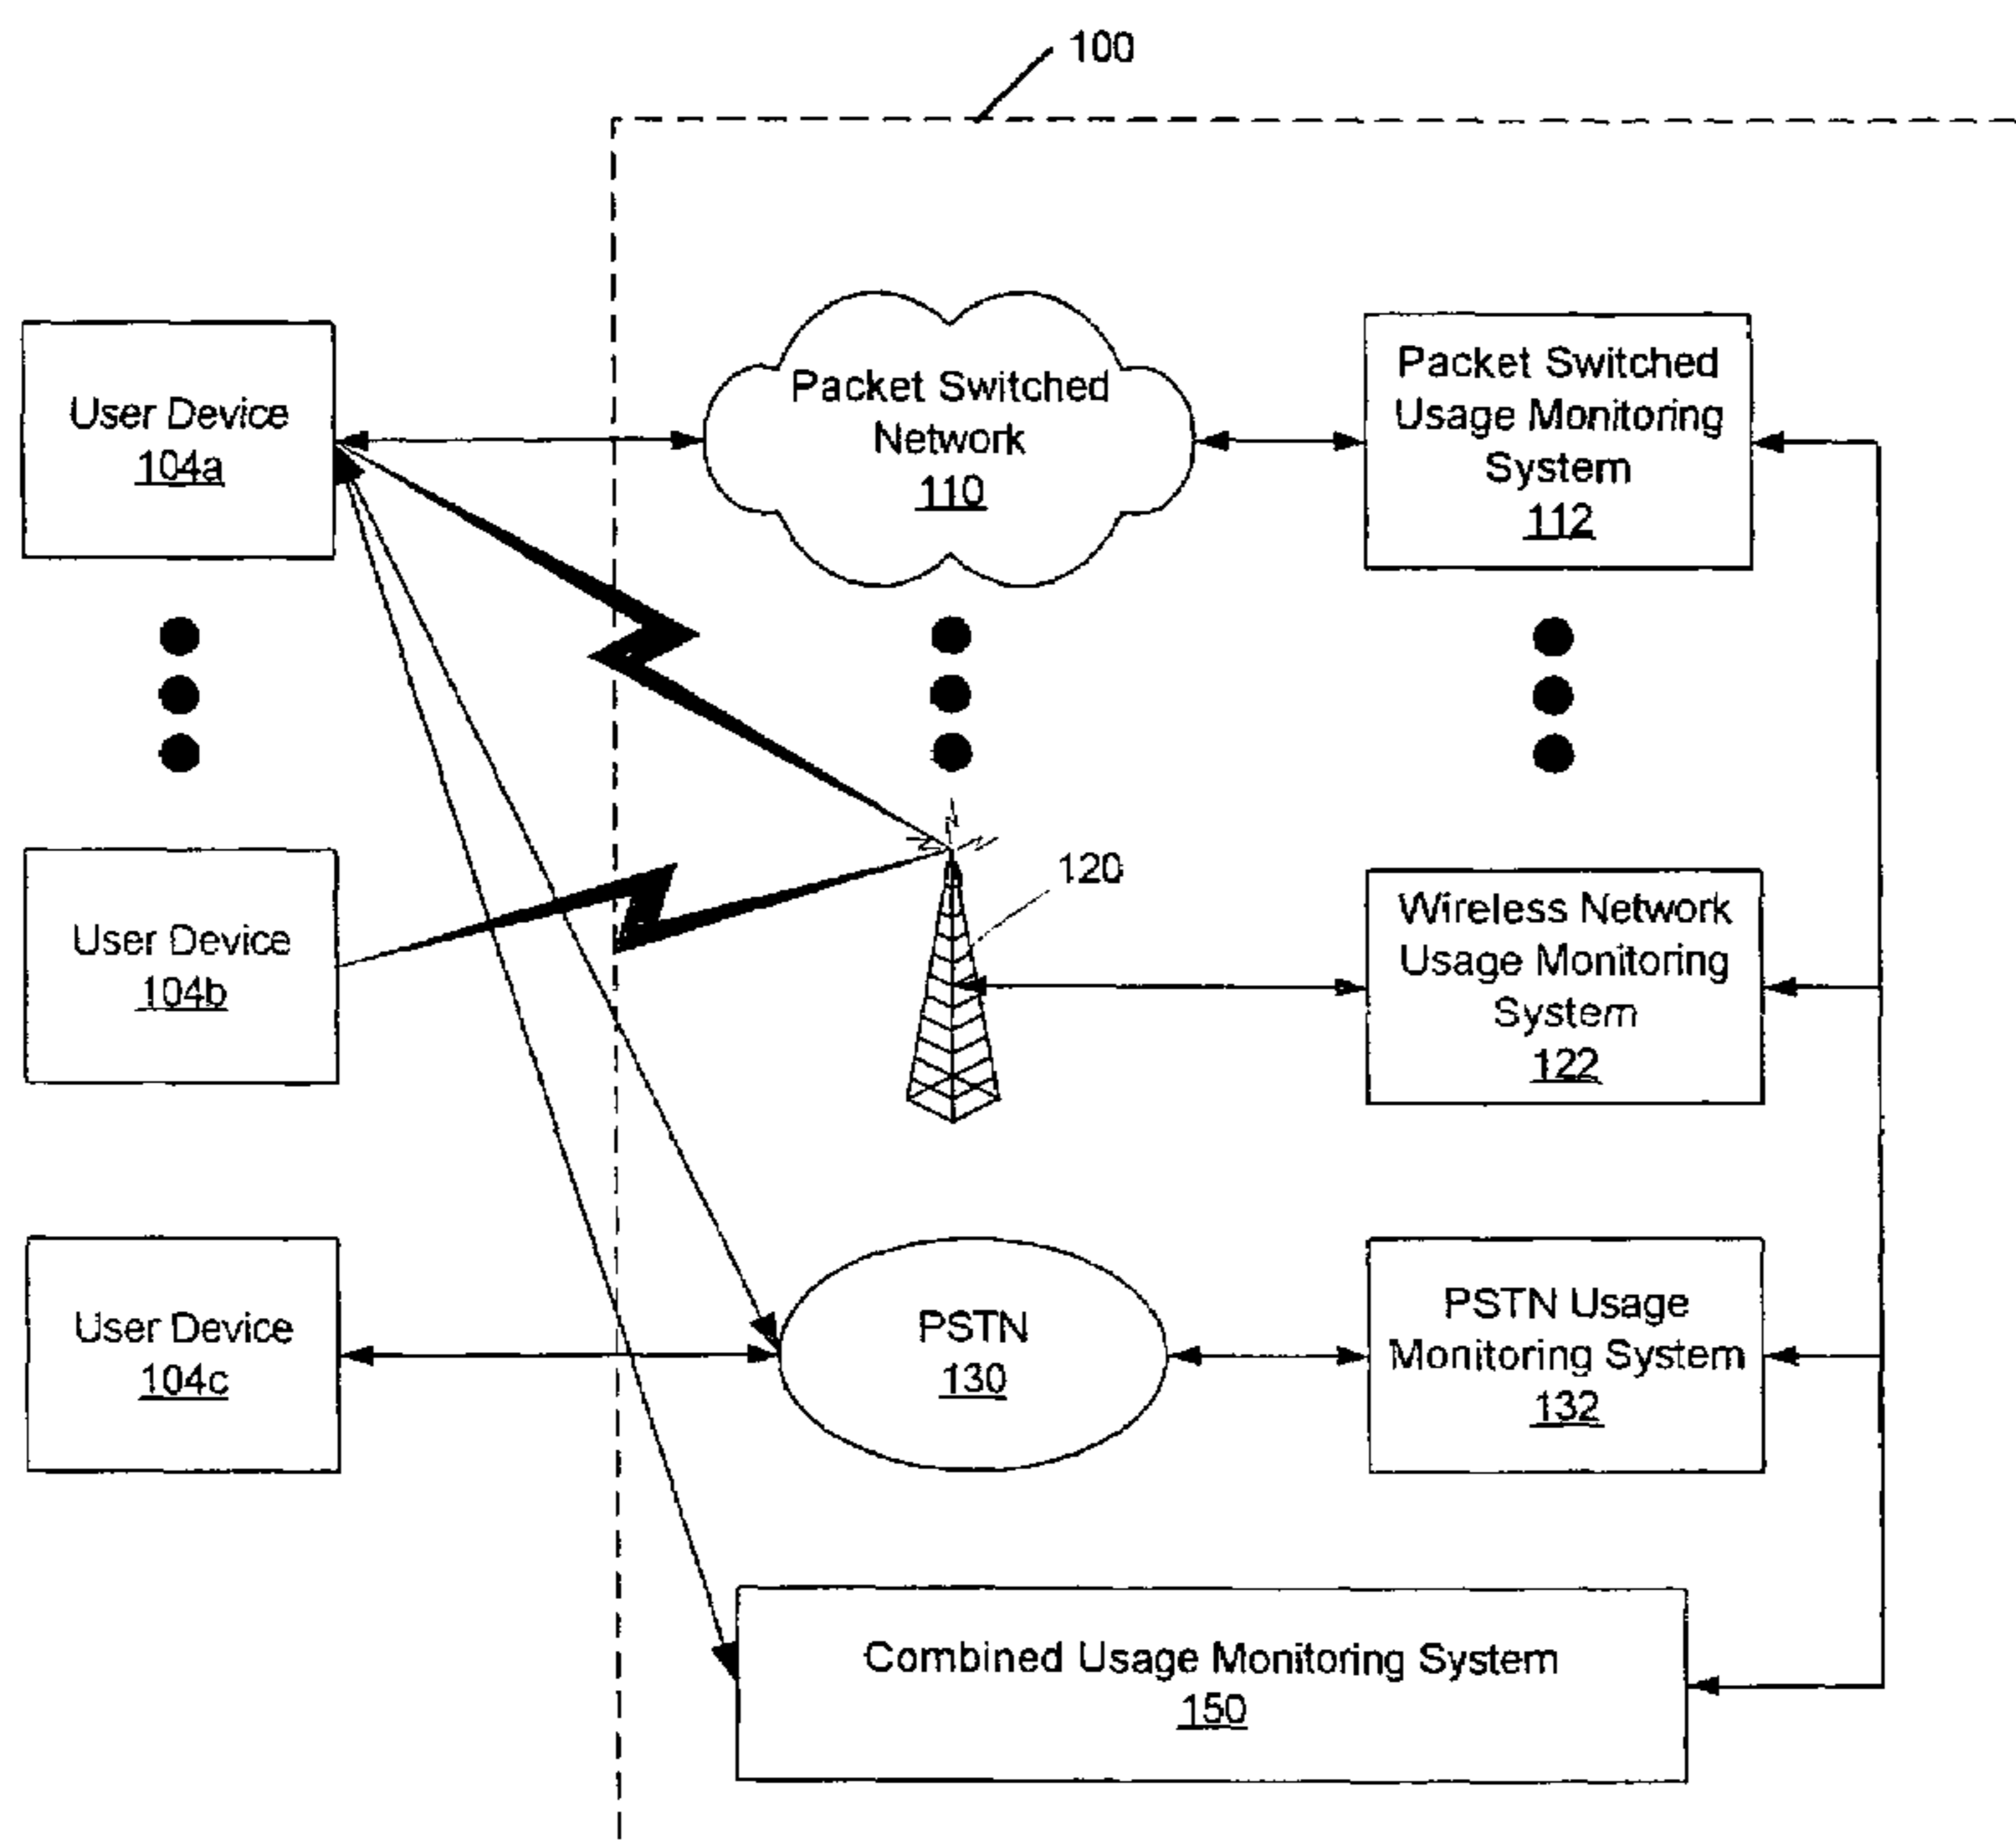 100
User Device
104a
Packet Switched
Network
110
Packet Switched
Usage Monitoring
System
112
120
User Device
104b
Wireless Network
Usage Monitoring
System
122
User Device
104c
PSTN
130
PSTN Usage
Monitoring System
132
Combined Usage Monitoring System
150